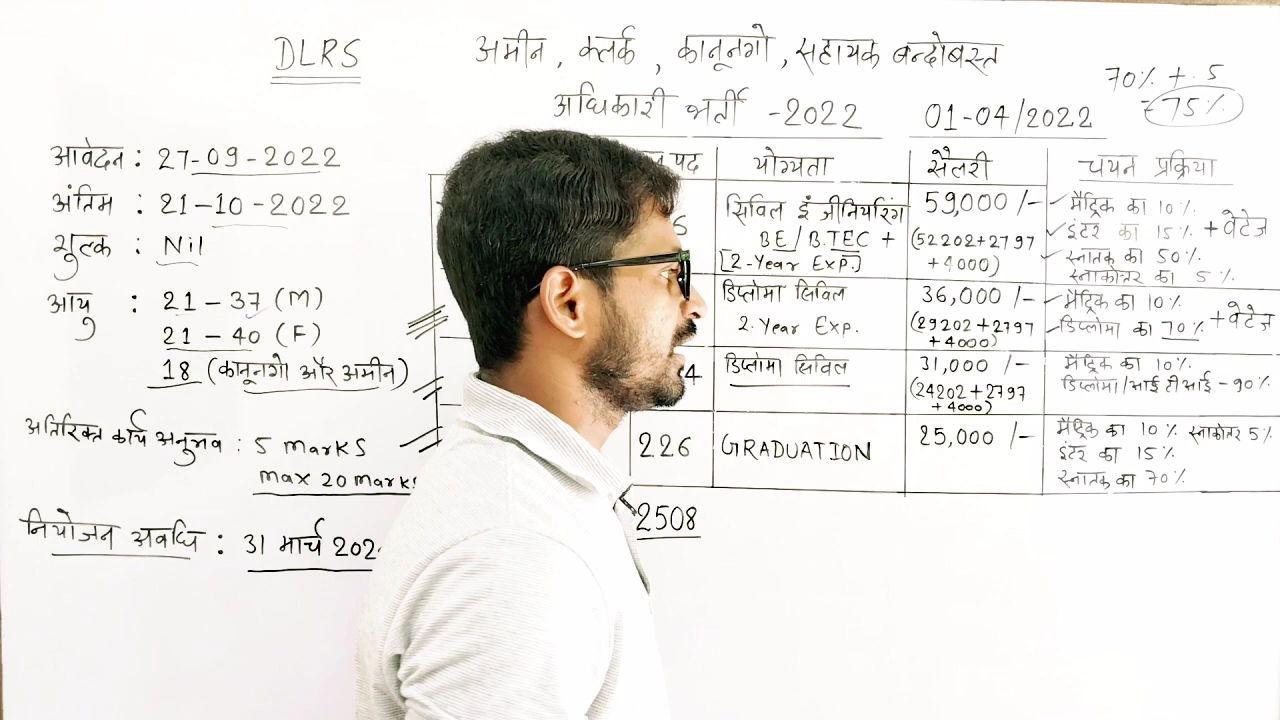 DLRS
अमीन , क्लर्क , कानूनगो , सहायक बन्दोबस्त
अधिकारी भर्ती -2022
01-04/2022
70% + . 5
75%
आवेदन : 27-09-2022
अंतिम : 21-10-2022
शुल्क : Nil
आयु : 21 – 37 (M)
21 – 40 (F)
18 (कानूनगो और अमीन)
अतिरिक्त कार्य अनुभव : 5 marks
max 20 marks
नियोजन अवधि : 31 मार्च
पद योग्यता सैलरी चयन प्रक्रिया
6
सिविल इंजीनियरिंग
BE/B.TEC +
[2-Year Exp.]
59,000 /-
(52202+2797
+4000)
मैट्रिक का 10%
इंटर का 15% + वेटेज
स्नातक का 50%
स्नाकोत्तर का 5%
डिप्लोमा सिविल
2. Year Exp.
36,000 /-
(29202+2797
+4000)
मैट्रिक का 10%
डिप्लोमा का 70% + वेटेज
4
डिप्लोमा सिविल
31,000 /-
(24202+2797
+4000)
मैट्रिक का 10%
डिप्लोमा/आई टी आई – 90%
226
GRADUATION
25,000 /-
मैट्रिक का 10% स्नाकोतर 5%
इंटर का 15%
स्नातक का 70%
2508